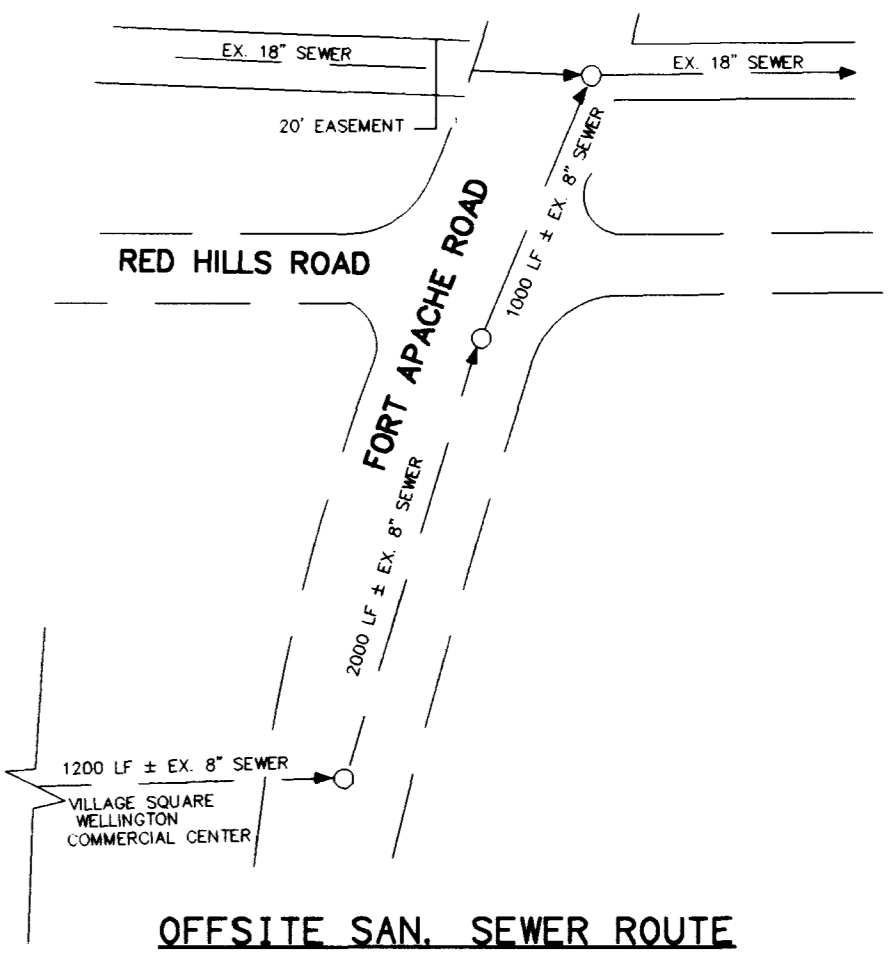 EX. 18" SEWER
EX. 18" SEWER
20' EASEMENT
1000 LF ± EX. 8" SEWER
RED HILLS ROAD
FORT APACHE ROAD
2000 LF ± EX. 8" SEWER
1200 LF ± EX. 8" SEWER
VILLAGE SQUARE
WELLINGTON
COMMERCIAL CENTER
OFFSITE SAN. SEWER ROUTE